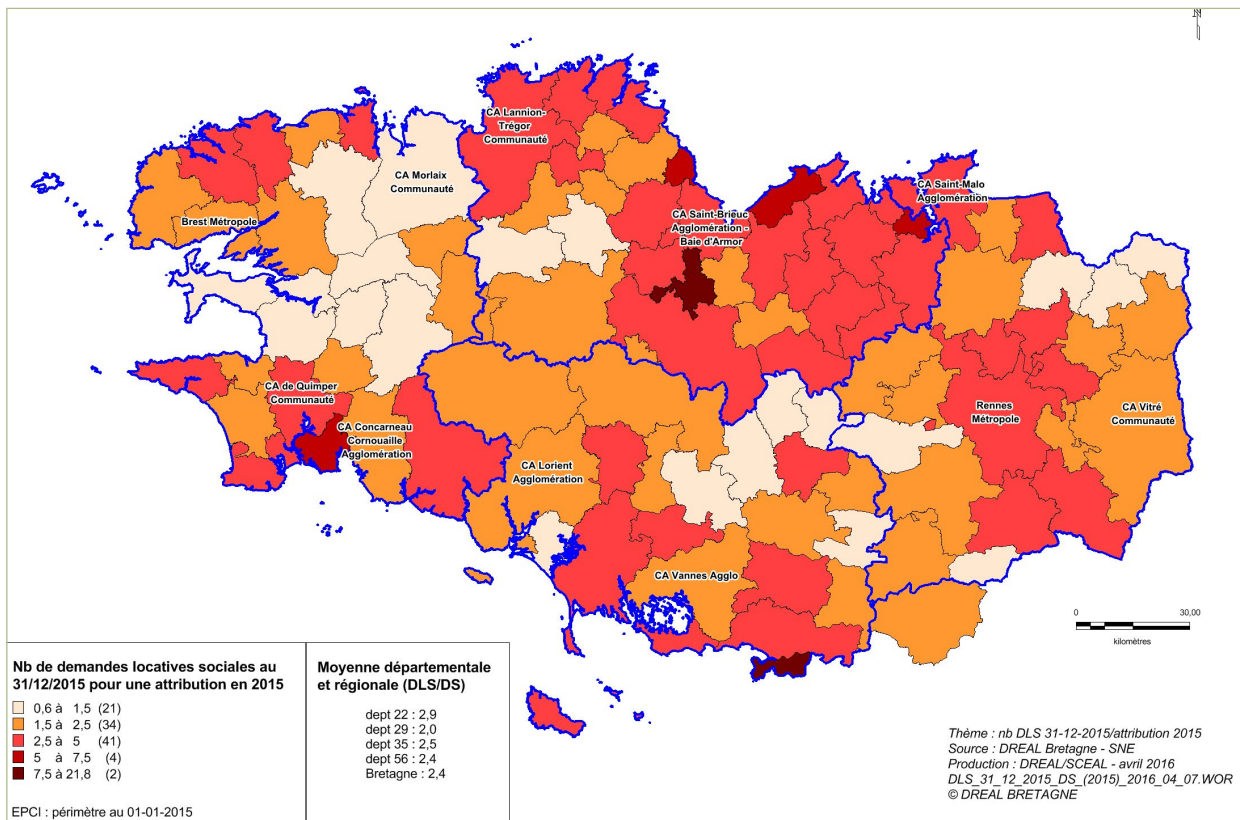 N
CA Lannion-
Trégor
Communauté
CA Morlaix
Communauté
CA Saint-Malo
Agglomération
Brest Métropole
CA Saint-Brieuc
Agglomération -
Baie d'Armor
CA de Quimper
Communauté
CA Concarneau
Cornouaille
Agglomération
Rennes
Métropole
CA Vitré
Communauté
CA Lorient
Agglomération
CA Vannes Agglo
0 30,00
kilomètres
Nb de demandes locatives sociales au
31/12/2015 pour une attribution en 2015
0,6 à 1,5 (21)
1,5 à 2,5 (34)
2,5 à 5 (41)
5 à 7,5 (4)
7,5 à 21,8 (2)
EPCI : périmètre au 01-01-2015
Moyenne départementale
et régionale (DLS/DS)
dept 22 : 2,9
dept 29 : 2,0
dept 35 : 2,5
dept 56 : 2,4
Bretagne : 2,4
Thème : nb DLS 31-12-2015/attribution 2015
Source : DREAL Bretagne - SNE
Production : DREAL/SCEAL - avril 2016
DLS_31_12_2015_DS_(2015)_2016_04_07.WOR
© DREAL BRETAGNE